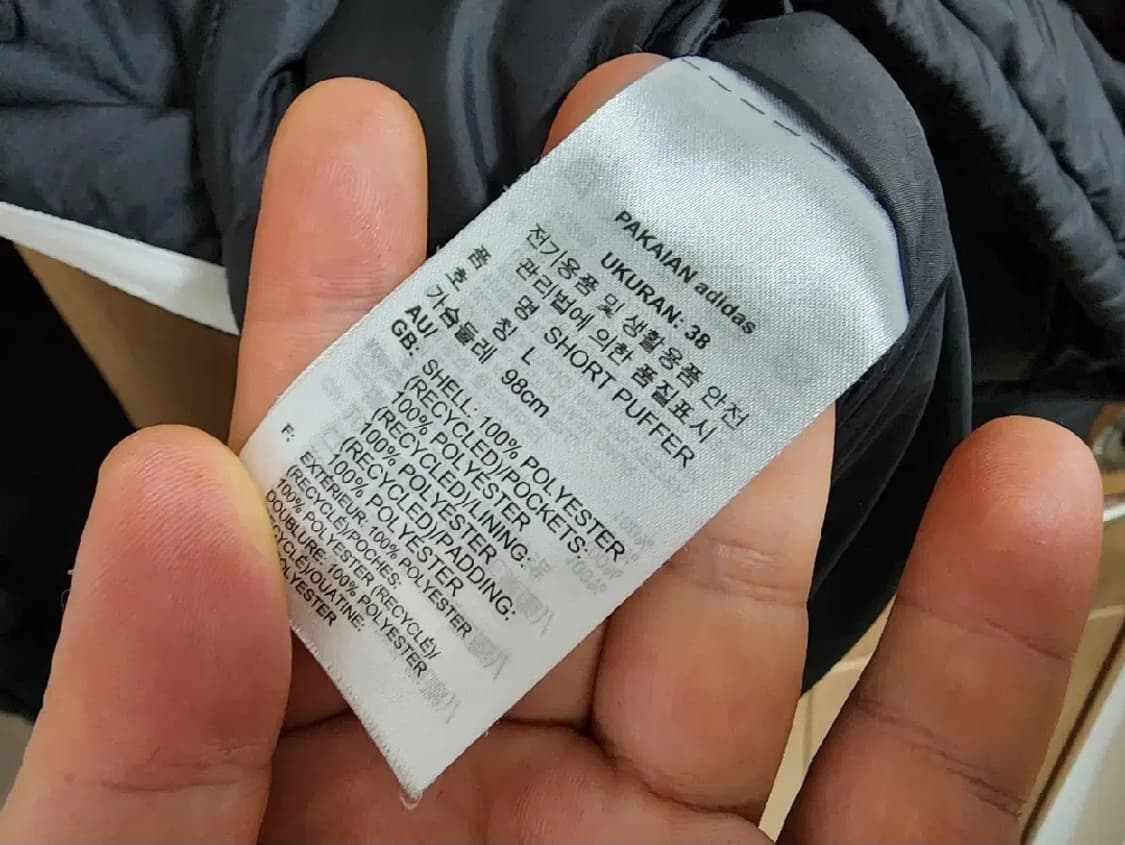 PAKAIAN adidas
UKURAN: 38
전기용품 및 생활용품 안전
관리법에 의한 품질표시
품 명 SHORT PUFFER
호 칭 L
가슴둘레 98cm
AU/
GB: SHELL: 100% POLYESTER
(RECYCLED)/POCKETS:
100% POLYESTER
(RECYCLED)/LINING:
100% POLYESTER
(RECYCLED)/PADDING:
100% POLYESTER
F: EXTÉRIEUR: 100% POLYESTER
(RECYCLÉ)/POCHES:
100% POLYESTER (RECYCLÉ)/
DOUBLURE: 100% POLYESTER
ECYCLÉ)/OUATINE:
OLYESTER